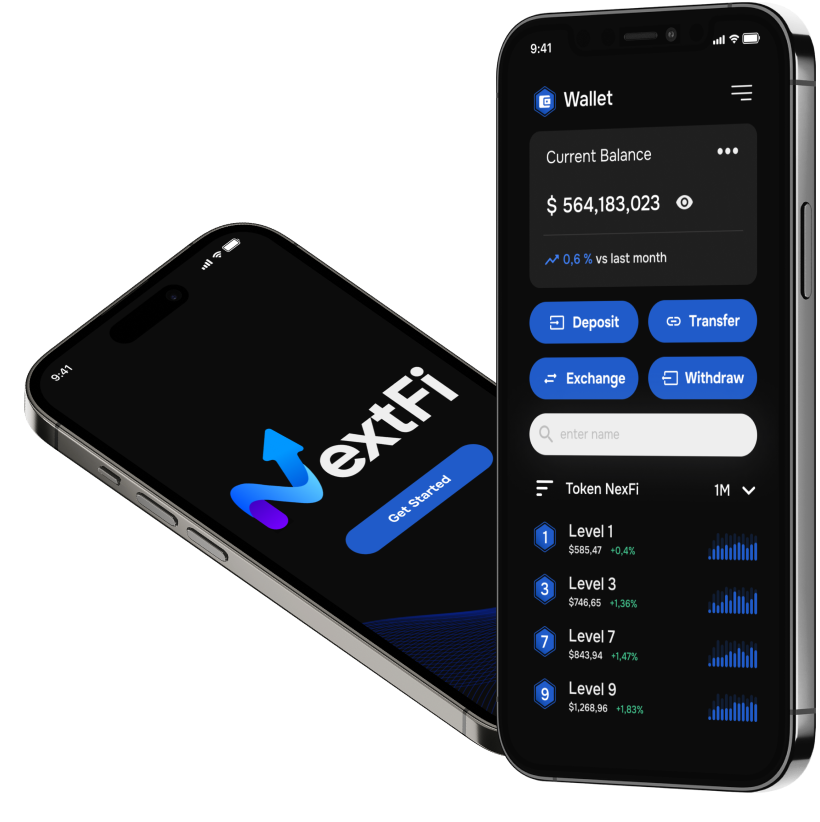 9:41
NextFi
Get Started
9:41
Wallet
Current Balance
$ 564,183,023
0,6 % vs last month
Deposit
Transfer
Exchange
Withdraw
enter name
Token NexFi
1M
1
Level 1
$585,47 +0,4%
3
Level 3
$746,65 +1,36%
7
Level 7
$843,94 +1,47%
9
Level 9
$1,268,96 +1,83%